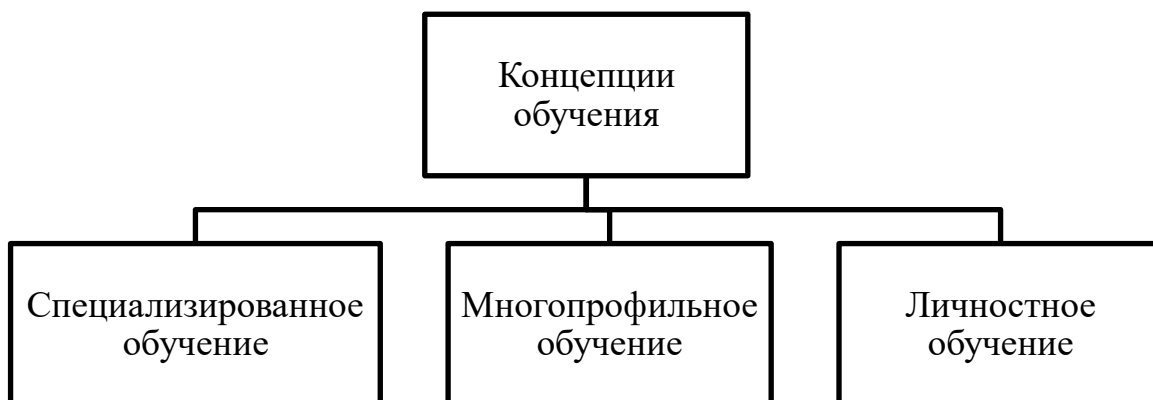 Концепции
обучения
Специализированное
обучение
Многопрофильное
обучение
Личностное
обучение